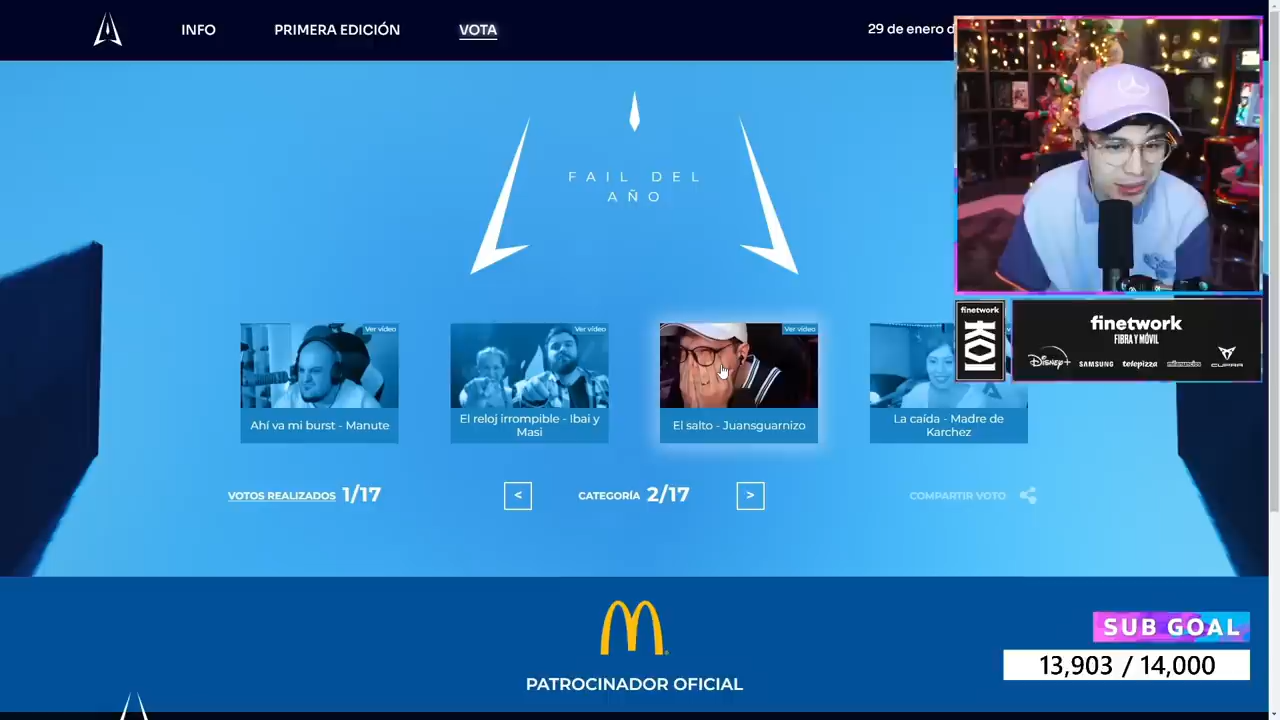 INFO
PRIMERA EDICIÓN
VOTA
29 de enero d
FAIL DEL
AÑO
Ver vídeo
Ahí va mi burst - Manute
Ver vídeo
El reloj irrompible - Ibai y
Masi
Ver vídeo
El salto - Juansguarnizo
La caída - Madre de
Karchez
VOTOS REALIZADOS 1/17
<
CATEGORÍA 2/17
>
COMPARTIR VOTO
finetwork
KOI
finetwork
FIBRA Y MÓVIL
Disney+
SAMSUNG
telepizza
CUPRA
PATROCINADOR OFICIAL
SUB GOAL
13,903 / 14,000